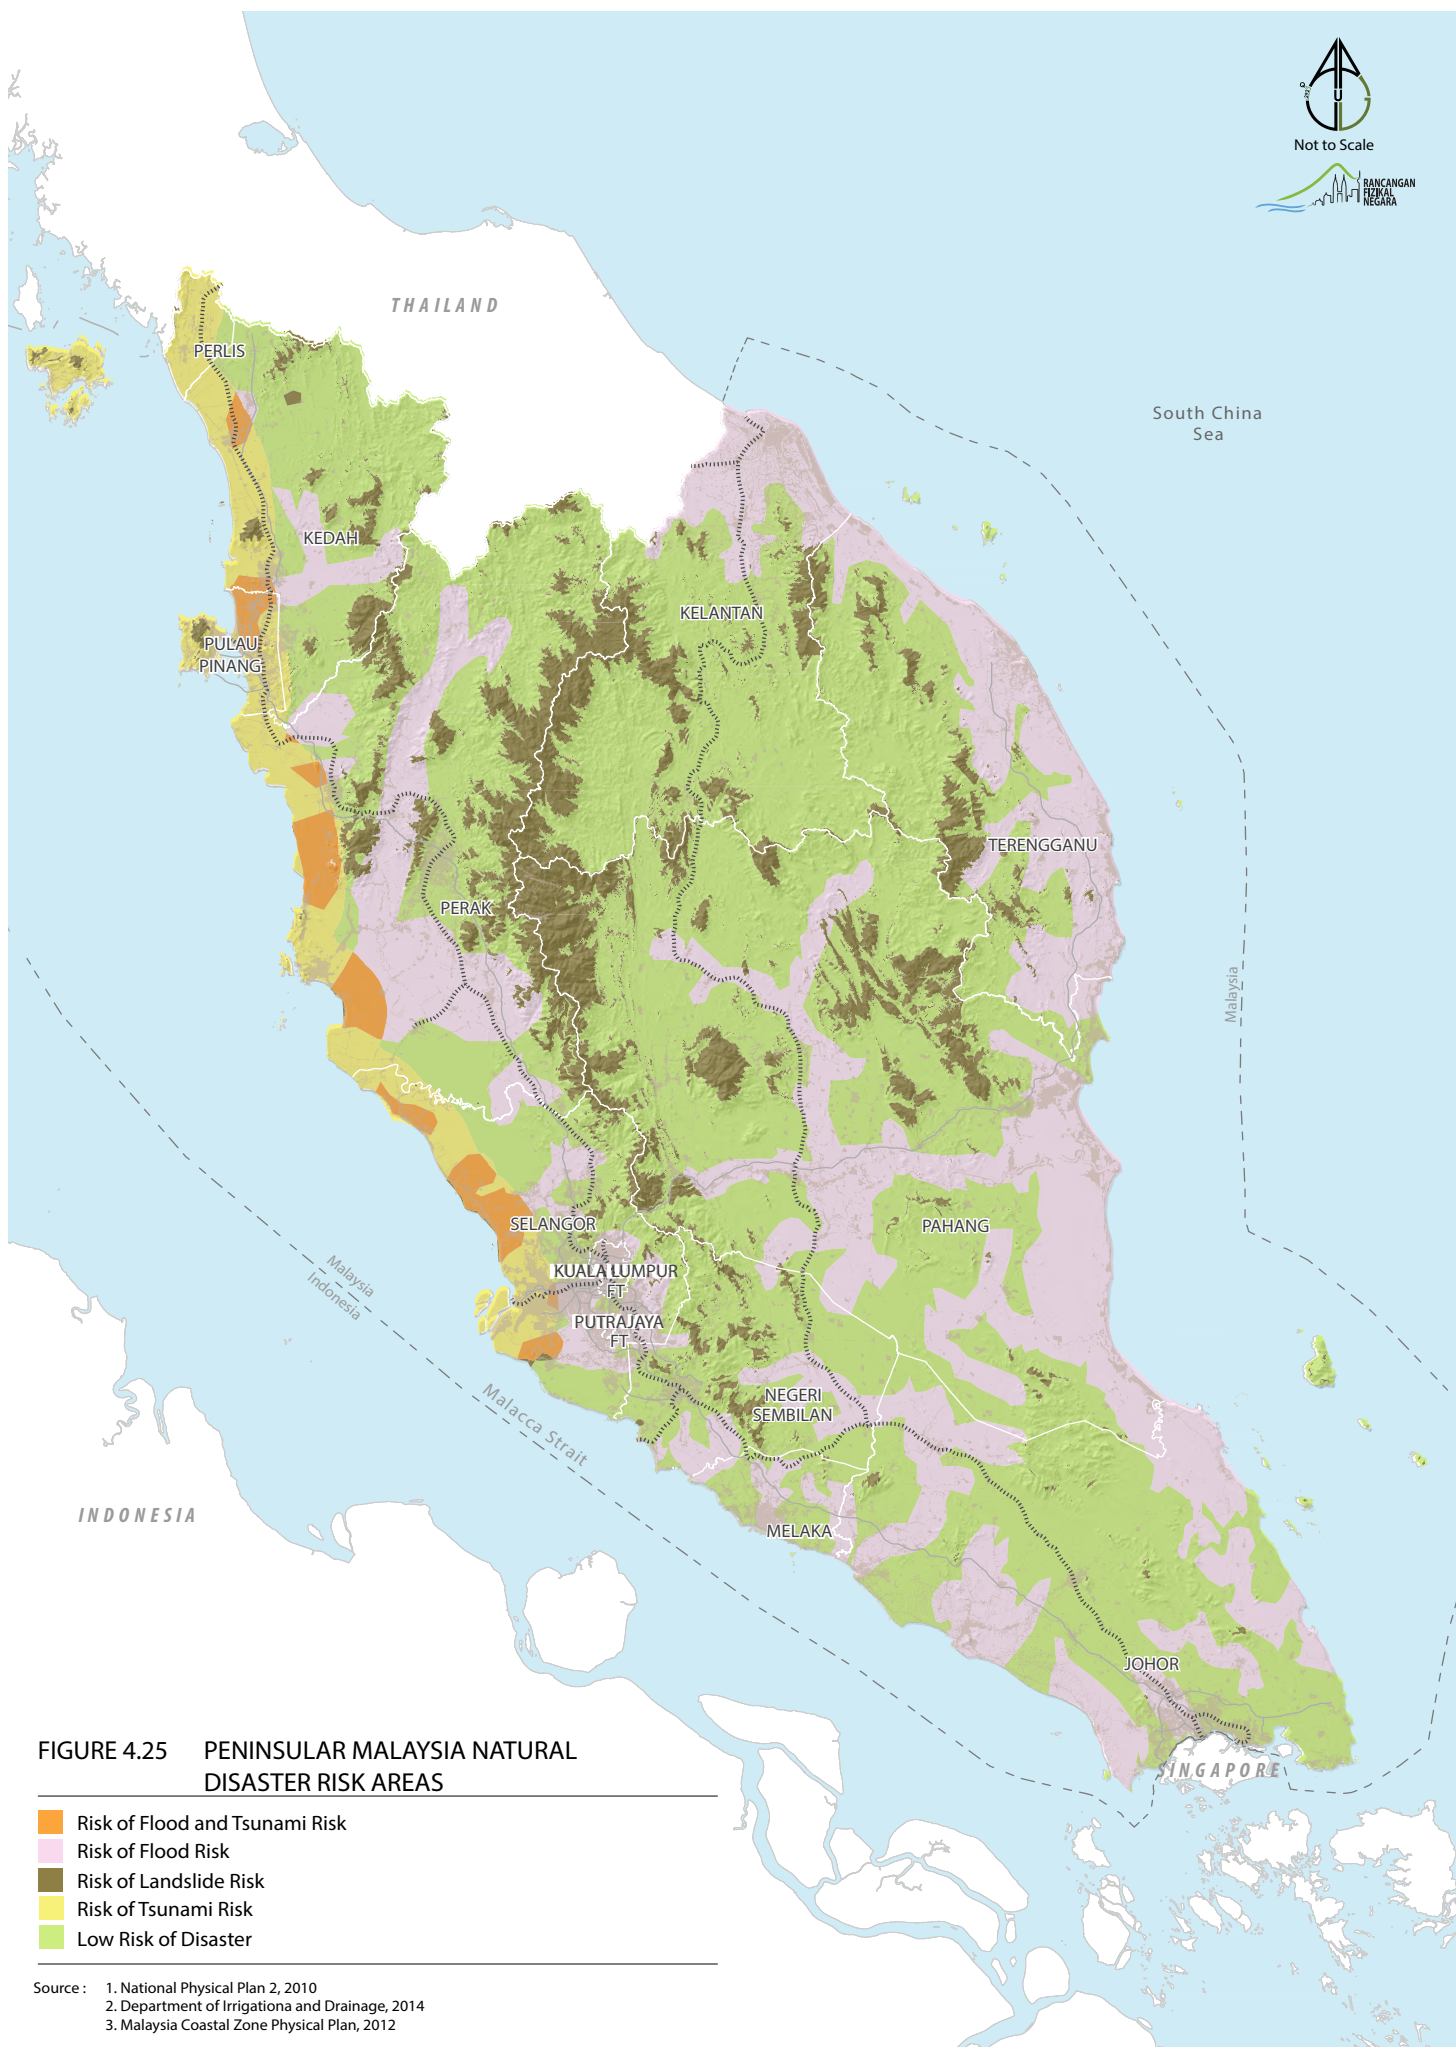 Not to Scale
RANCANGAN
FIZIKAL
NEGARA
THAILAND
PERLIS
South China
Sea
KEDAH
KELANTAN
PULAU
PINANG
TERENGGANU
PERAK
Malaysia
SELANGOR
PAHANG
Malaysia
Indonesia
KUALA LUMPUR
FT
PUTRAJAYA
FT
Malacca Strait
NEGERI
SEMBILAN
INDONESIA
MELAKA
JOHOR
SINGAPORE
FIGURE 4.25 PENINSULAR MALAYSIA NATURAL
DISASTER RISK AREAS
Risk of Flood and Tsunami Risk
Risk of Flood Risk
Risk of Landslide Risk
Risk of Tsunami Risk
Low Risk of Disaster
Source : 1. National Physical Plan 2, 2010
2. Department of Irrigationa and Drainage, 2014
3. Malaysia Coastal Zone Physical Plan, 2012